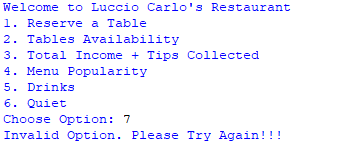 Welcome to Luccio Carlo's Restaurant
1. Reserve a Table
2. Tables Availability
3. Total Income + Tips Collected
4. Menu Popularity
5. Drinks
6. Quiet
Choose Option: 7
Invalid Option. Please Try Again!!!